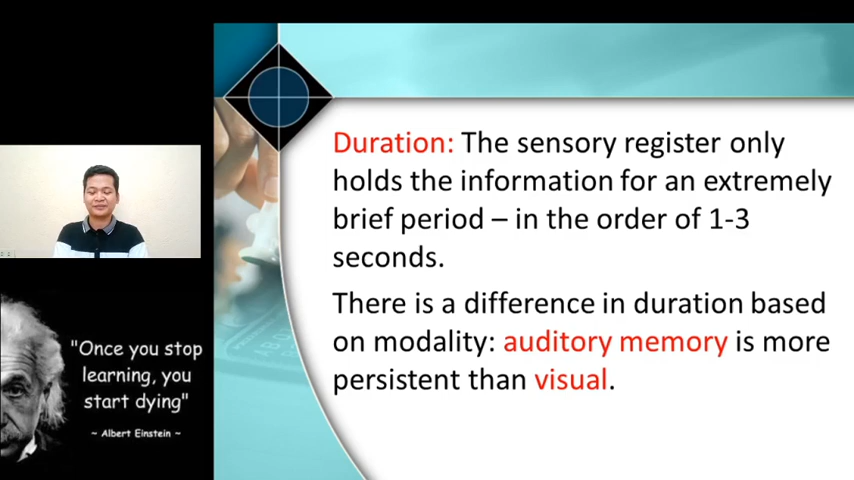 Duration: The sensory register only
holds the information for an extremely
brief period – in the order of 1-3
seconds.
There is a difference in duration based
on modality: auditory memory is more
persistent than visual.
"Once you stop
learning, you
start dying"
~ Albert Einstein ~